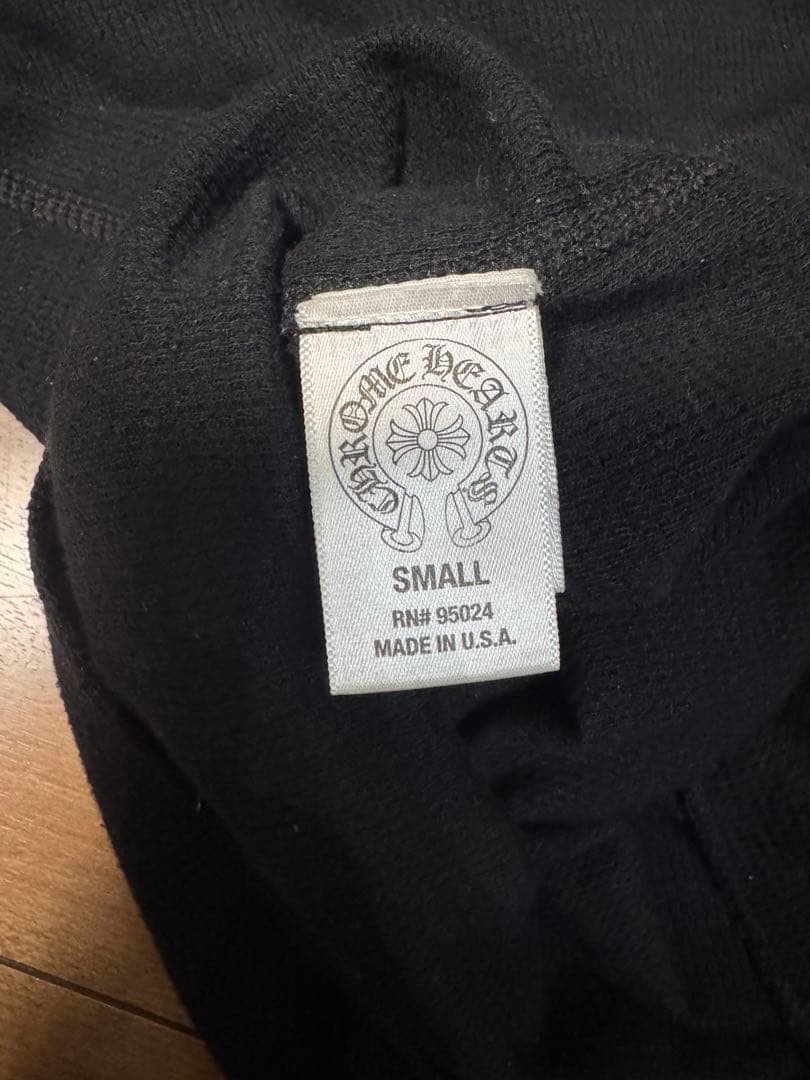 CHROME HEARTS
SMALL
RN# 95024
MADE IN U.S.A.